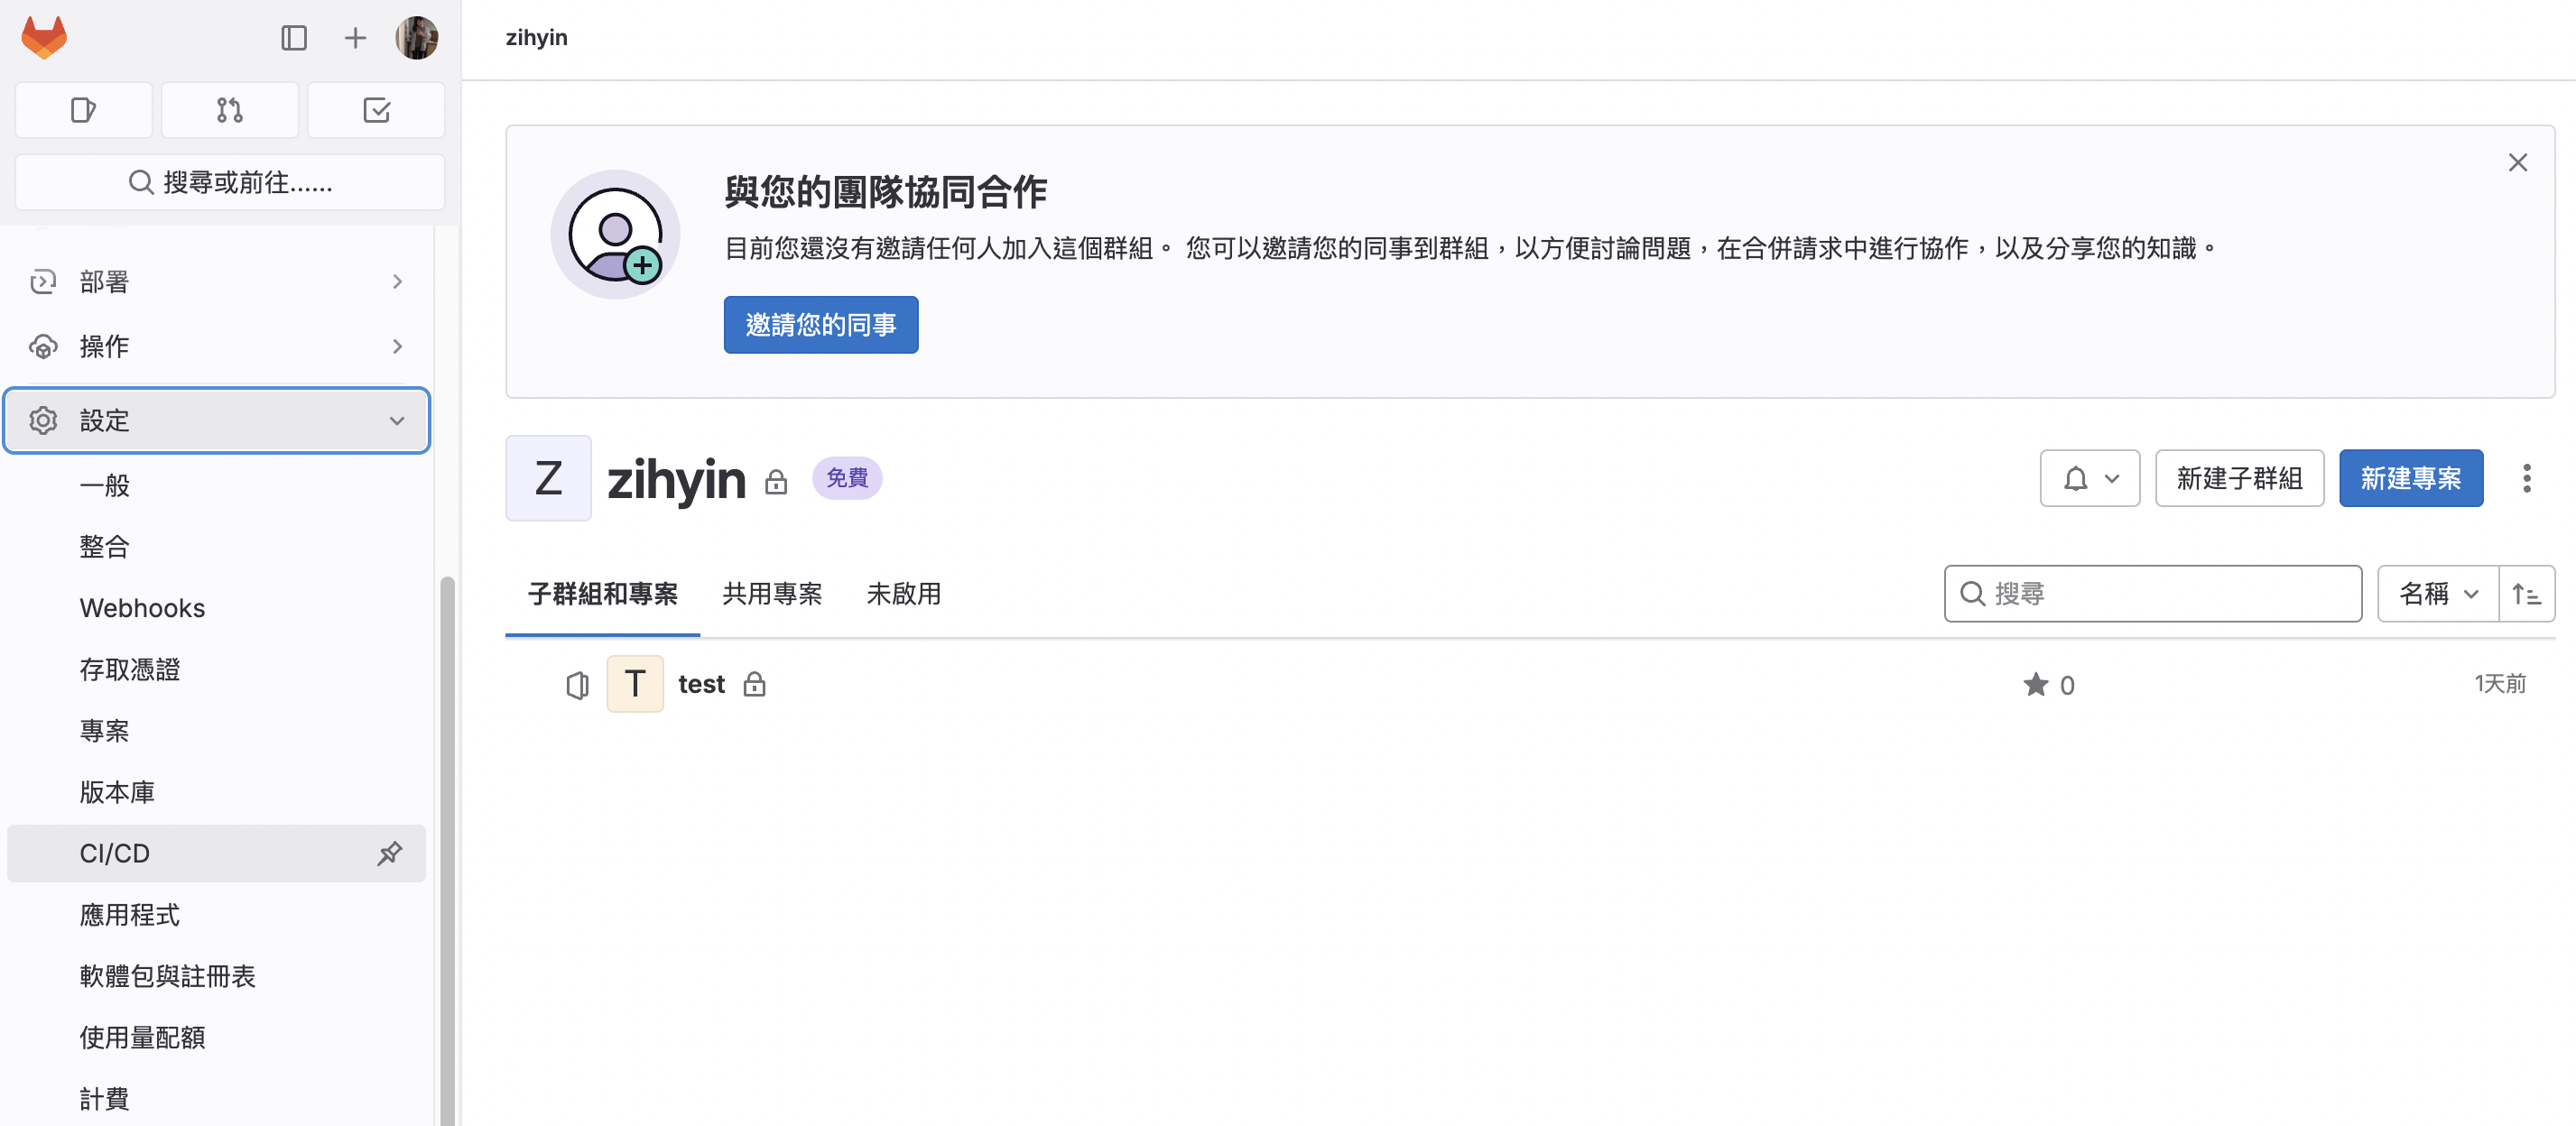 zihyin
搜尋或前往......
部署
操作
設定
一般
整合
Webhooks
存取憑證
專案
版本庫
CI/CD
應用程式
軟體包與註冊表
使用量配額
計費
與您的團隊協同合作
目前您還沒有邀請任何人加入這個群組。 您可以邀請您的同事到群組，以方便討論問題，在合併請求中進行協作，以及分享您的知識。
邀請您的同事
Z zihyin 免費
新建子群組 新建專案
子群組和專案 共用專案 未啟用
搜尋 名稱
T test 0 1天前